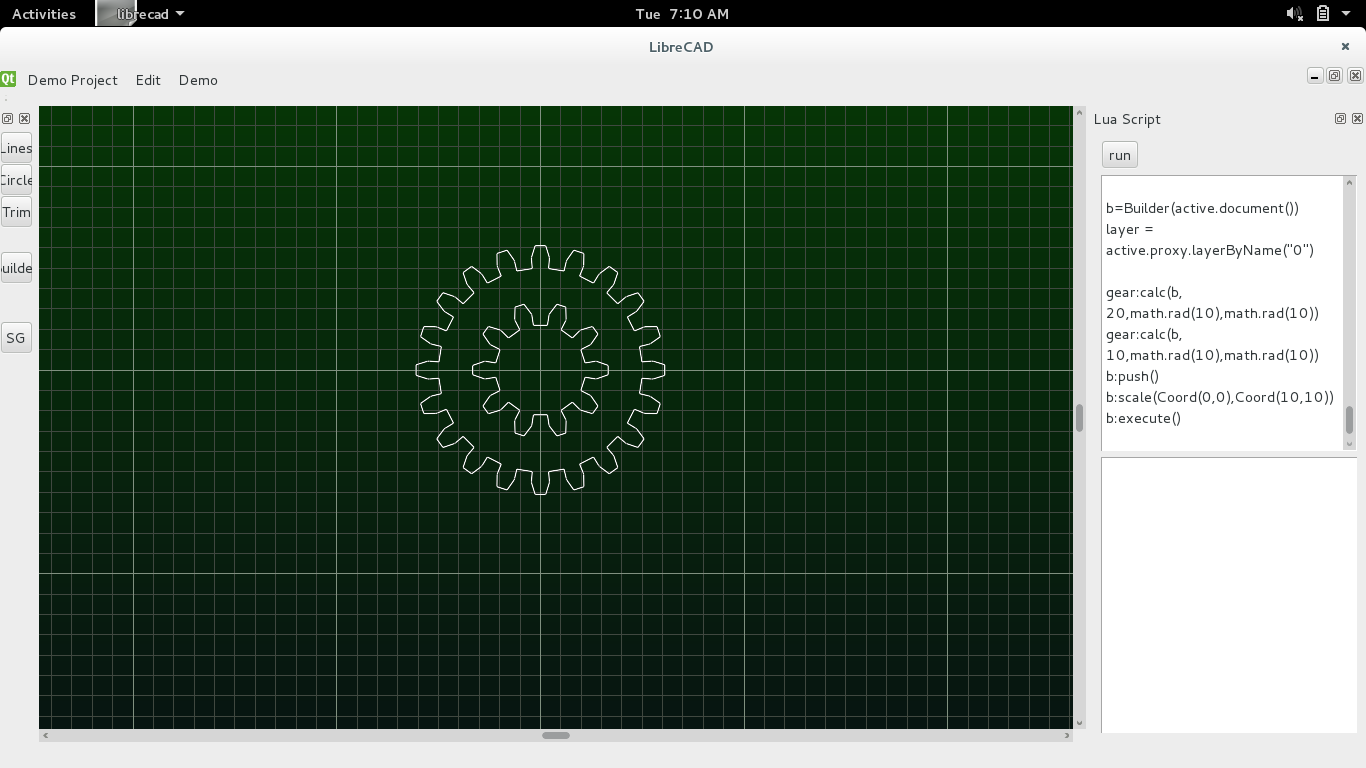 Activities librecad Tue 7:10 AM
LibreCAD
Qt Demo Project Edit Demo
Lua Script
run
Lines
Circle
Trim
uilde
SG
b=Builder(active.document())
layer =
active.proxy.layerByName("0")
gear:calc(b,
20,math.rad(10),math.rad(10))
gear:calc(b,
10,math.rad(10),math.rad(10))
b:push()
b:scale(Coord(0,0),Coord(10,10))
b:execute()